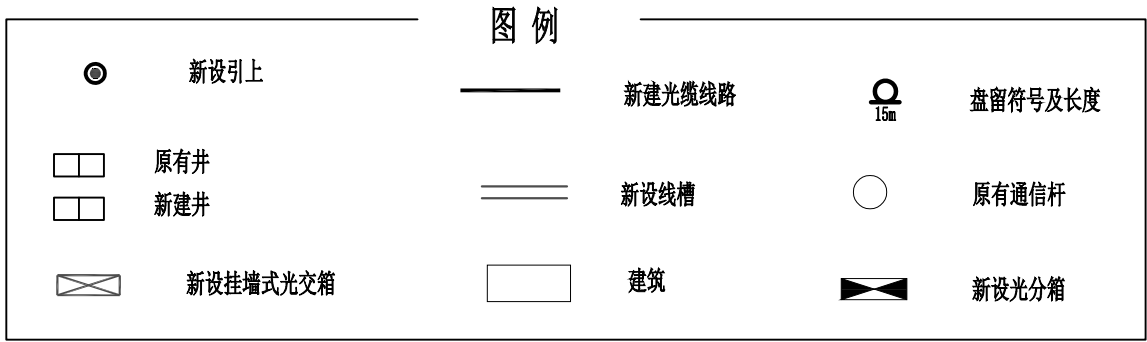 图 例
新设引上
新建光缆线路
15m
盘留符号及长度
原有井
新建井
新设线槽
原有通信杆
新设挂墙式光交箱
建筑
新设光分箱